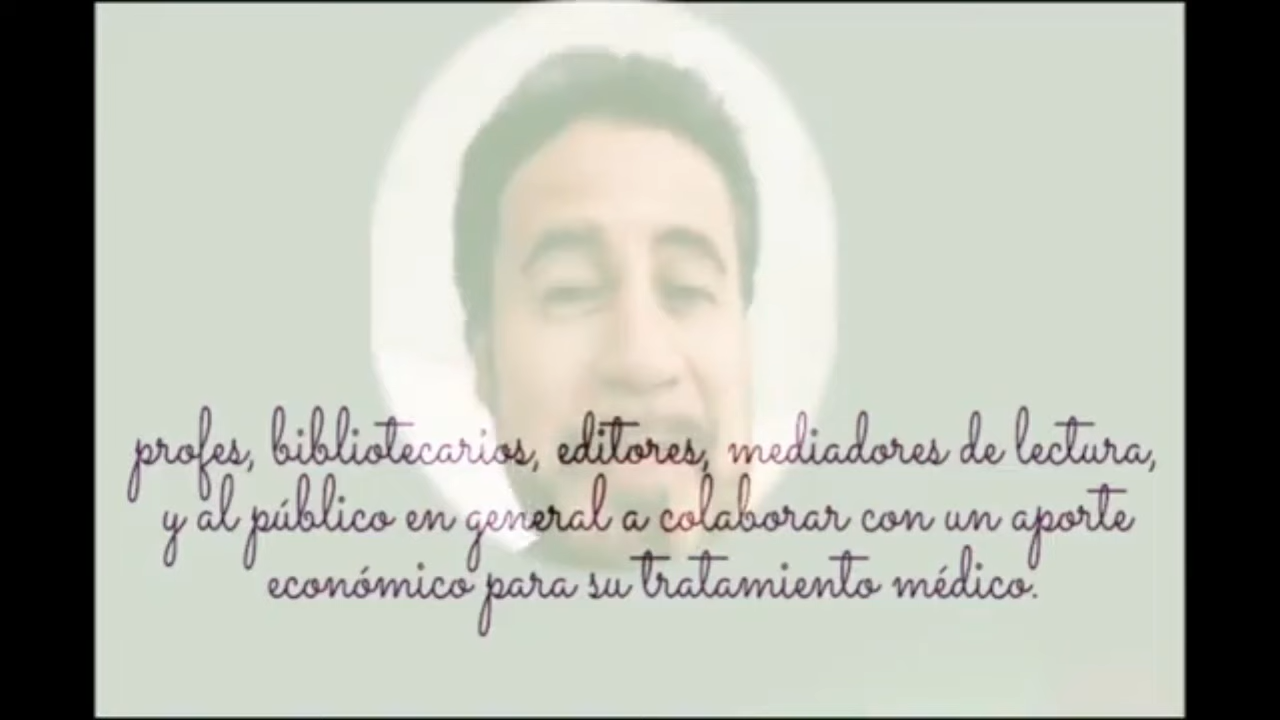 profes, bibliotecarios, editores, mediadores de lectura,
y al público en general a colaborar con un aporte
económico para su tratamiento médico.